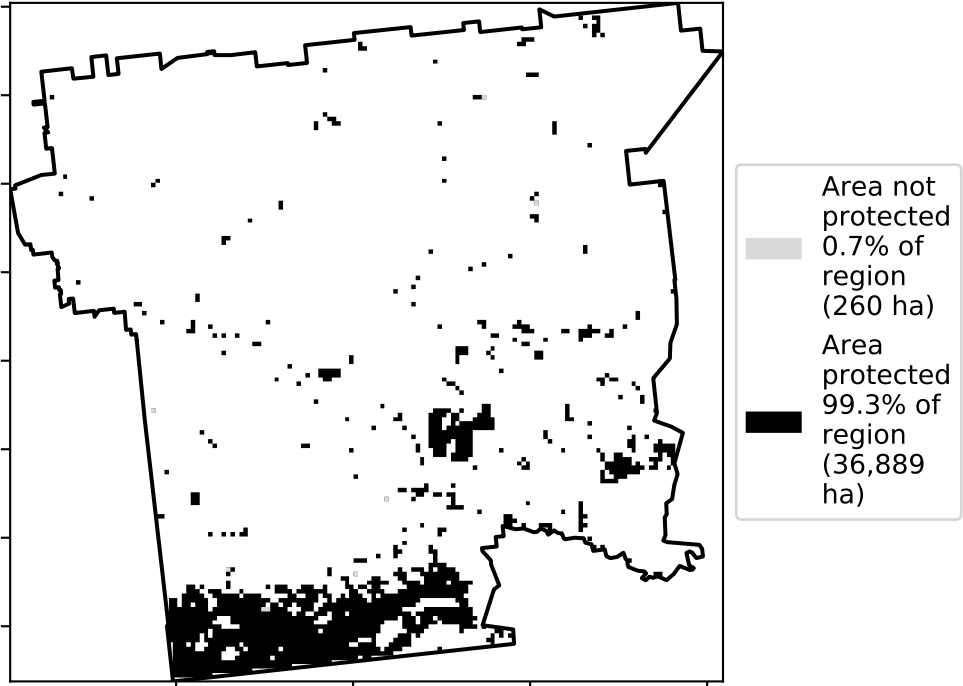 Area not
protected
0.7% of
region
(260 ha)
Area
protected
99.3% of
region
(36,889
ha)